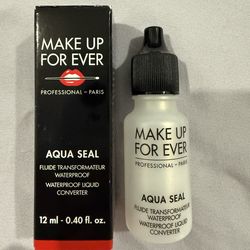 MAKE UP
FOR EVER
PROFESSIONAL – PARIS
AQUA SEAL
FLUIDE TRANSFORMATEUR
WATERPROOF
WATERPROOF LIQUID
CONVERTER
12 ml - 0.40 fl. oz.
MAKE UP
FOR EVER
PROFESSIONAL – PARIS
AQUA SEAL
FLUIDE TRANSFORMATEUR
WATERPROOF
WATERPROOF LIQUID
CONVERTER